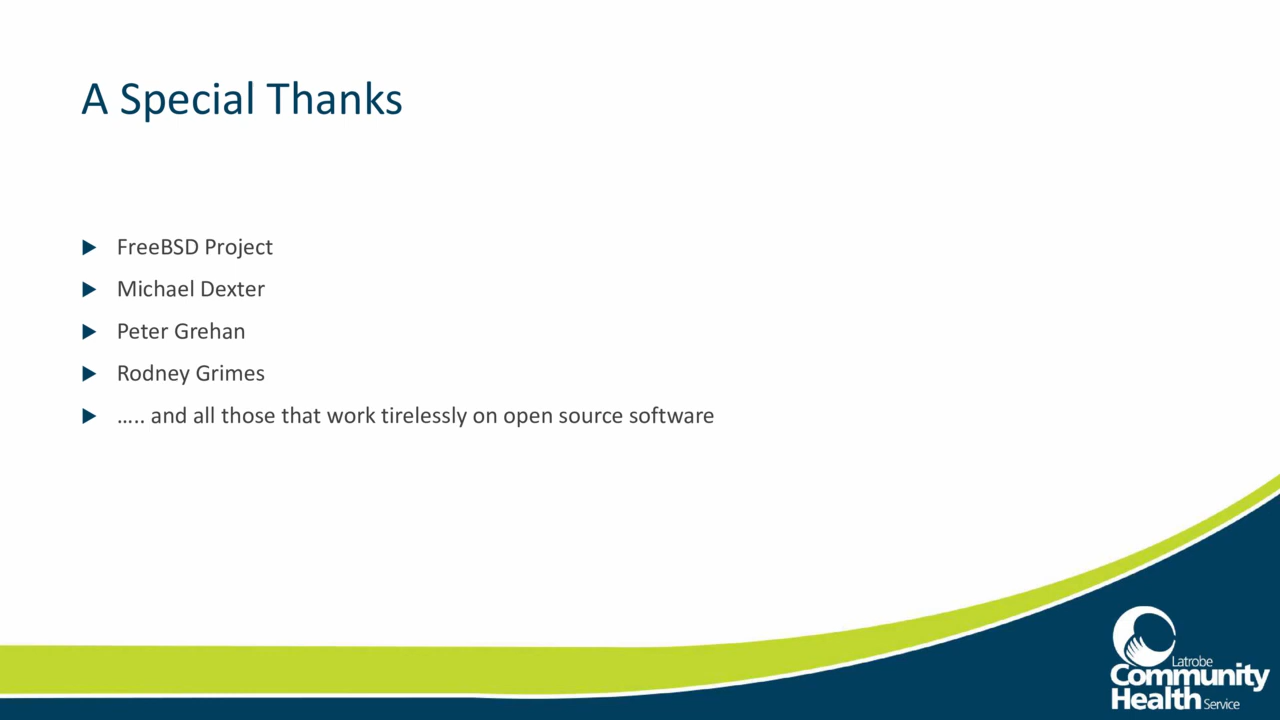 A Special Thanks
FreeBSD Project
Michael Dexter
Peter Grehan
Rodney Grimes
….. and all those that work tirelessly on open source software
Latrobe
Community
Health Service